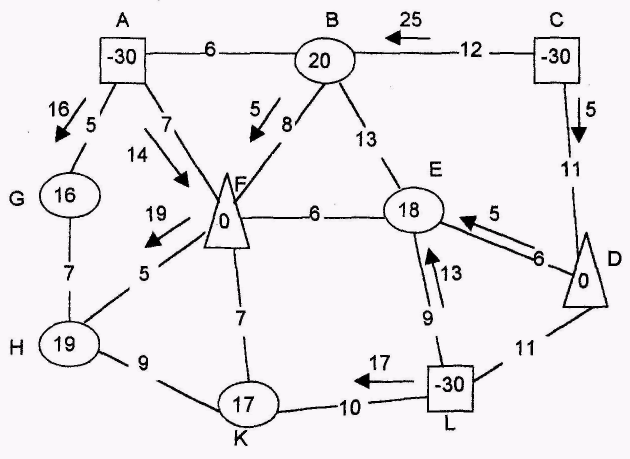 A B 25 C
-30 6 20 12 -30
16 5 7 5 8 5
14 13
F E 11
G 16 19 0 6 18 5 6 D
0
7 5 13
7 9
H 19 9 17 11
17 10 -30
K L